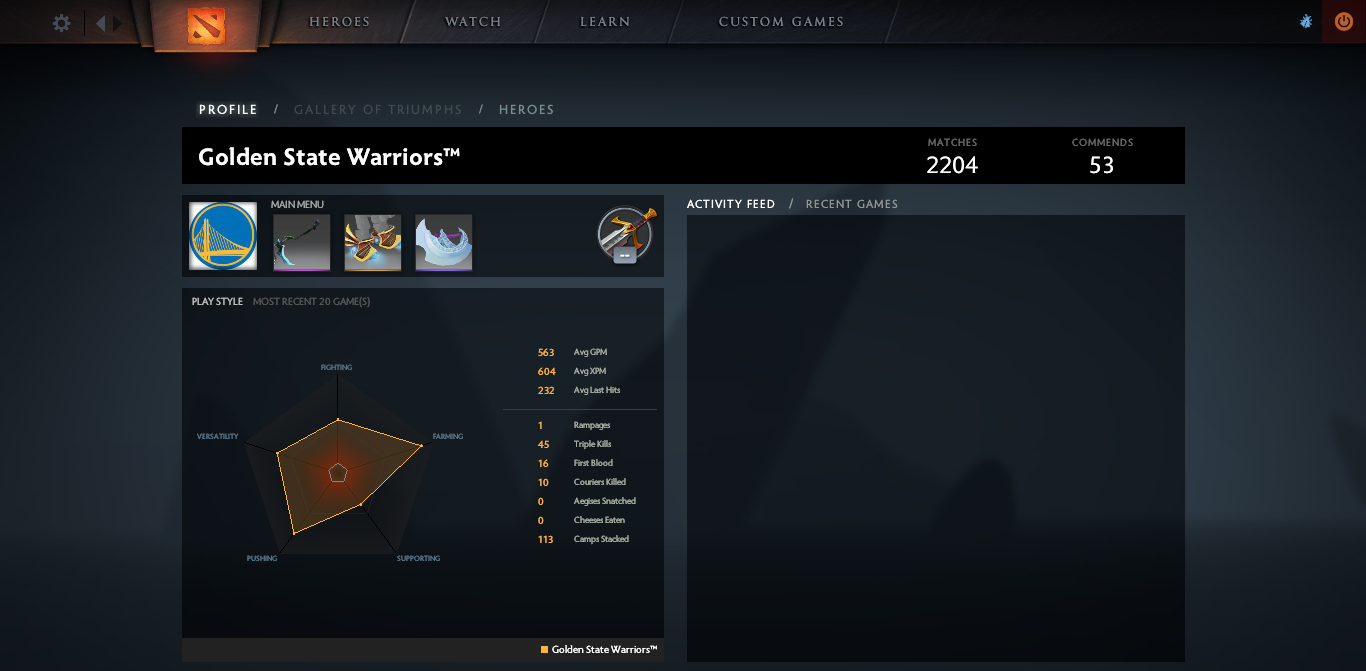 HEROES WATCH LEARN CUSTOM GAMES
PROFILE / GALLERY OF TRIUMPHS / HEROES
Golden State Warriors™
MATCHES
2204
COMMENDS
53
MAIN MENU
--
ACTIVITY FEED / RECENT GAMES
PLAY STYLE MOST RECENT 20 GAME(S)
FIGHTING
VERSATILITY
FARMING
PUSHING
SUPPORTING
563 Avg GPM
604 Avg XPM
232 Avg Last Hits
1 Rampages
45 Triple Kills
16 First Blood
10 Couriers Killed
0 Aegises Snatched
0 Cheeses Eaten
113 Camps Stacked
Golden State Warriors™